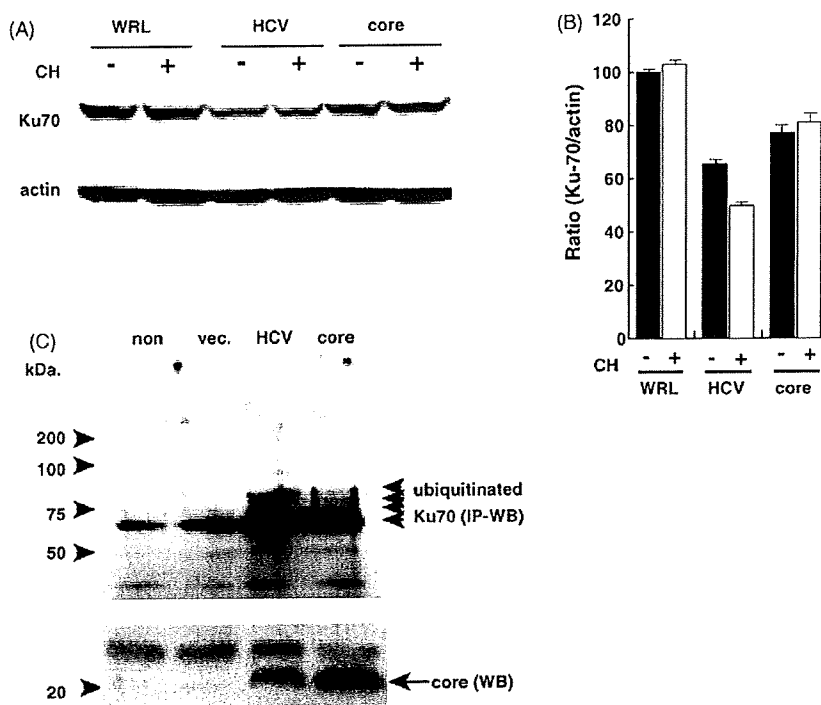 (A)
WRL HCV core
CH - + - + - +
Ku70
actin
(B)
Ratio (Ku-70/actin)
120
100
80
60
40
20
0
CH - + - + - +
WRL HCV core
(C)
non vec. HCV core
kDa.
200
100
75
50
ubiquitinated
Ku70 (IP-WB)
20
core (WB)